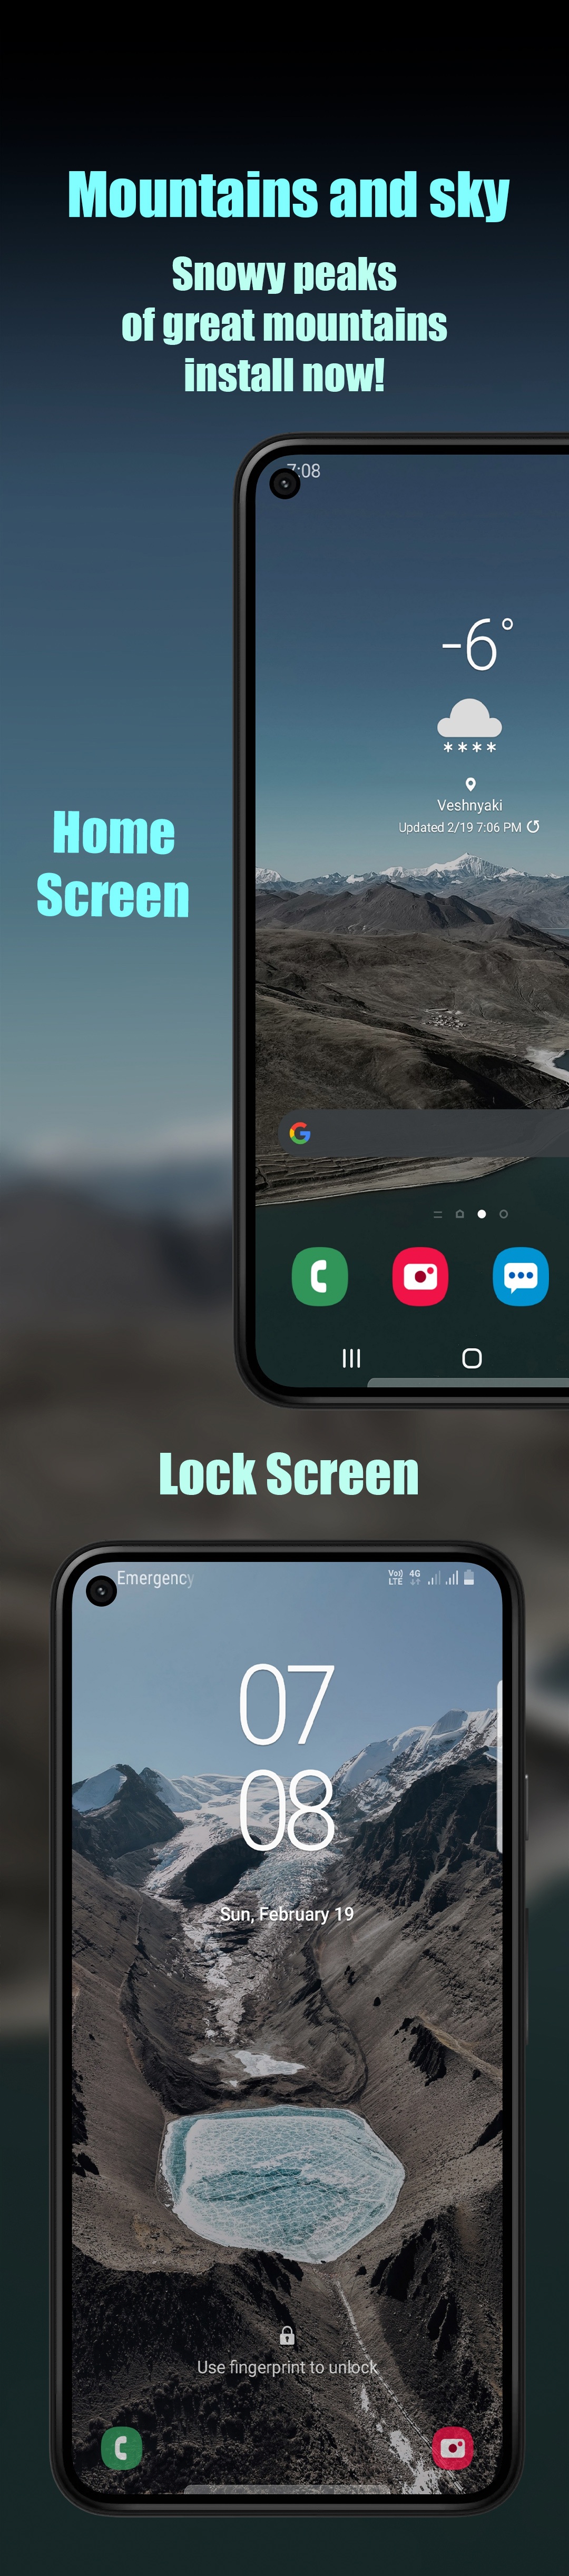 Mountains and sky
Snowy peaks
of great mountains
install now!
7:08
-6°
Veshnyaki
Updated 2/19 7:06 PM
Home
Screen
G
Lock Screen
Emergency
Vo)) LTE 4G
07
08
Sun, February 19
Use fingerprint to unlock